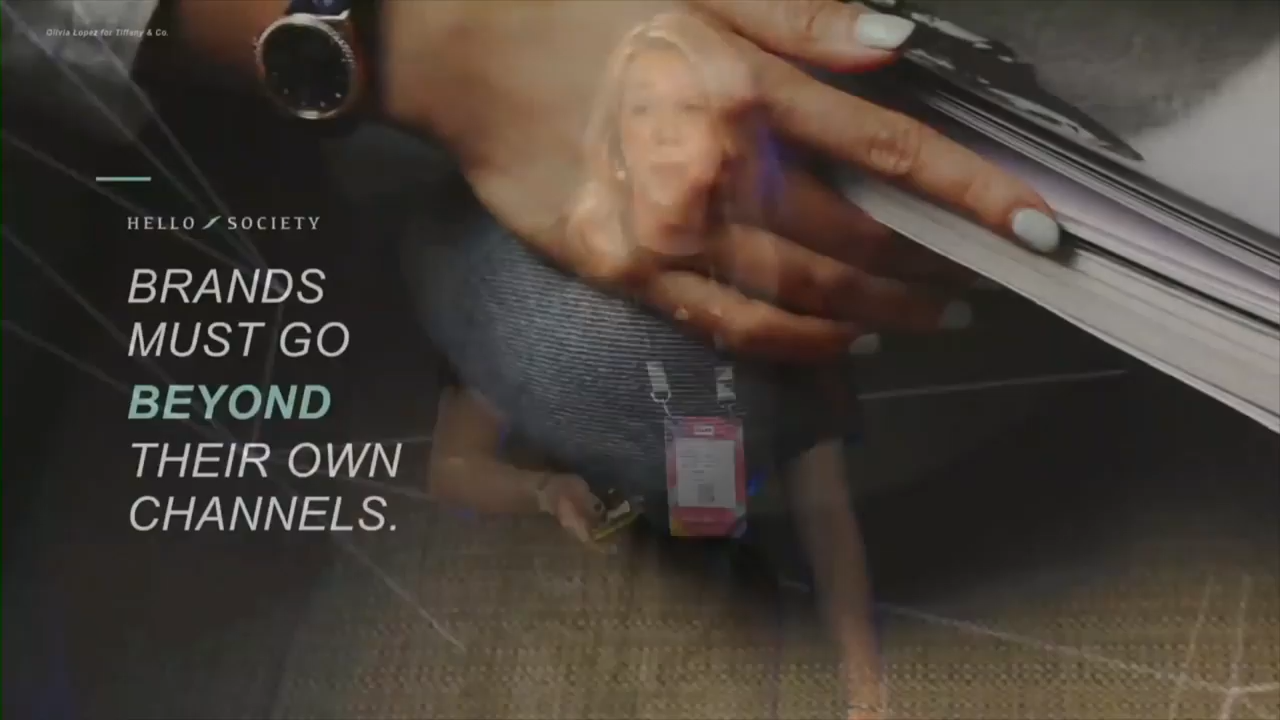 Olivia Lopez for Tiffany & Co.
HELLO SOCIETY
BRANDS
MUST GO
BEYOND
THEIR OWN
CHANNELS.